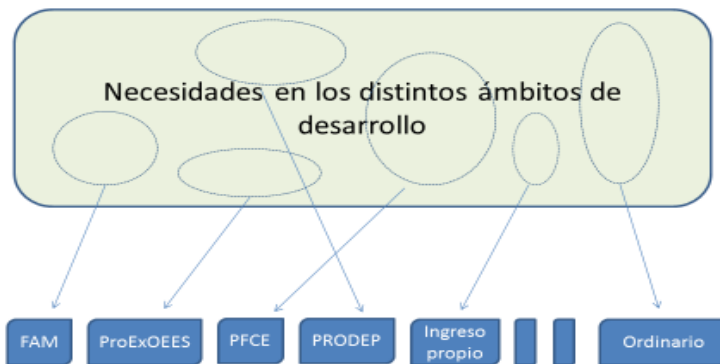 Necesidades en los distintos ámbitos de
desarrollo
FAM
ProExOEES
PFCE
PRODEP
Ingreso
propio
Ordinario